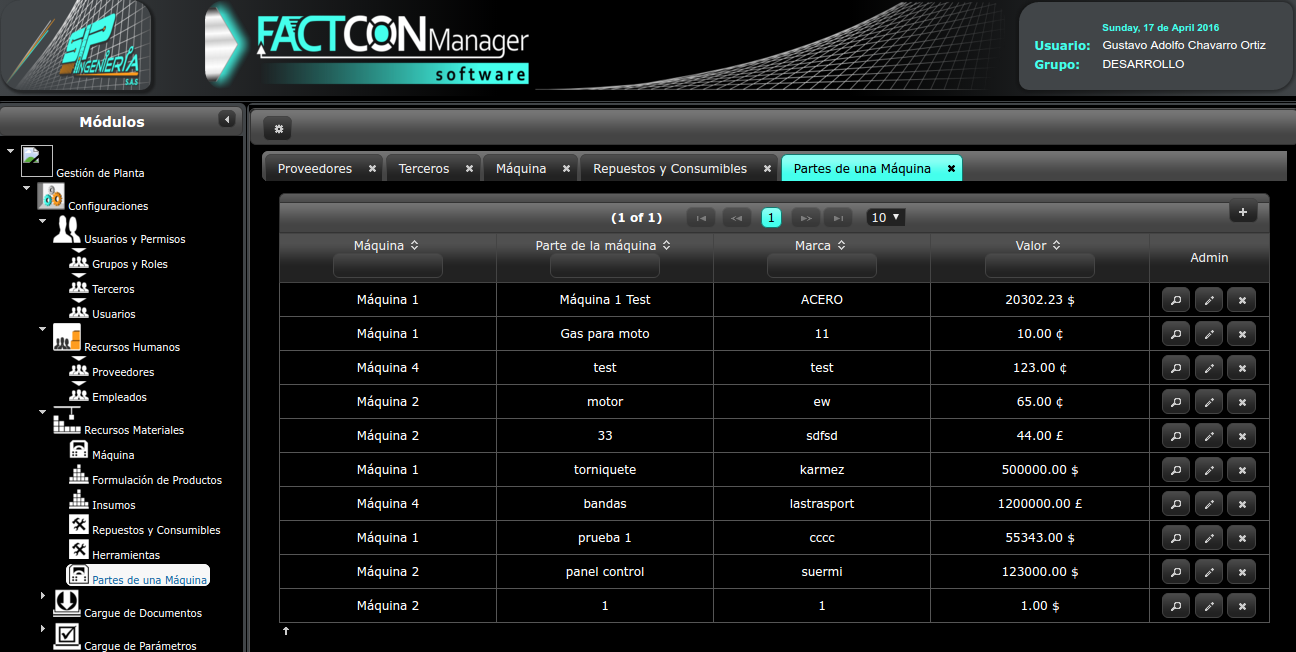 SIP
INGENIERÍA
S.A.S
FACTCON Manager
software
Sunday, 17 de April 2016
Usuario: Gustavo Adolfo Chavarro Ortiz
Grupo: DESARROLLO
Módulos
Gestión de Planta
Configuraciones
Usuarios y Permisos
Grupos y Roles
Terceros
Usuarios
Recursos Humanos
Proveedores
Empleados
Recursos Materiales
Máquina
Formulación de Productos
Insumos
Repuestos y Consumibles
Herramientas
Partes de una Máquina
Cargue de Documentos
Cargue de Parámetros
Proveedores Terceros Máquina Repuestos y Consumibles Partes de una Máquina
(1 of 1) 1 10
Máquina Parte de la máquina Marca Valor Admin
Máquina 1 Máquina 1 Test ACERO 20302.23 $
Máquina 1 Gas para moto 11 10.00 ¢
Máquina 4 test test 123.00 ¢
Máquina 2 motor ew 65.00 ¢
Máquina 2 33 sdfsd 44.00 £
Máquina 1 torniquete karmez 500000.00 $
Máquina 4 bandas lastrasport 1200000.00 £
Máquina 1 prueba 1 cccc 55343.00 $
Máquina 2 panel control suermi 123000.00 $
Máquina 2 1 1 1.00 $